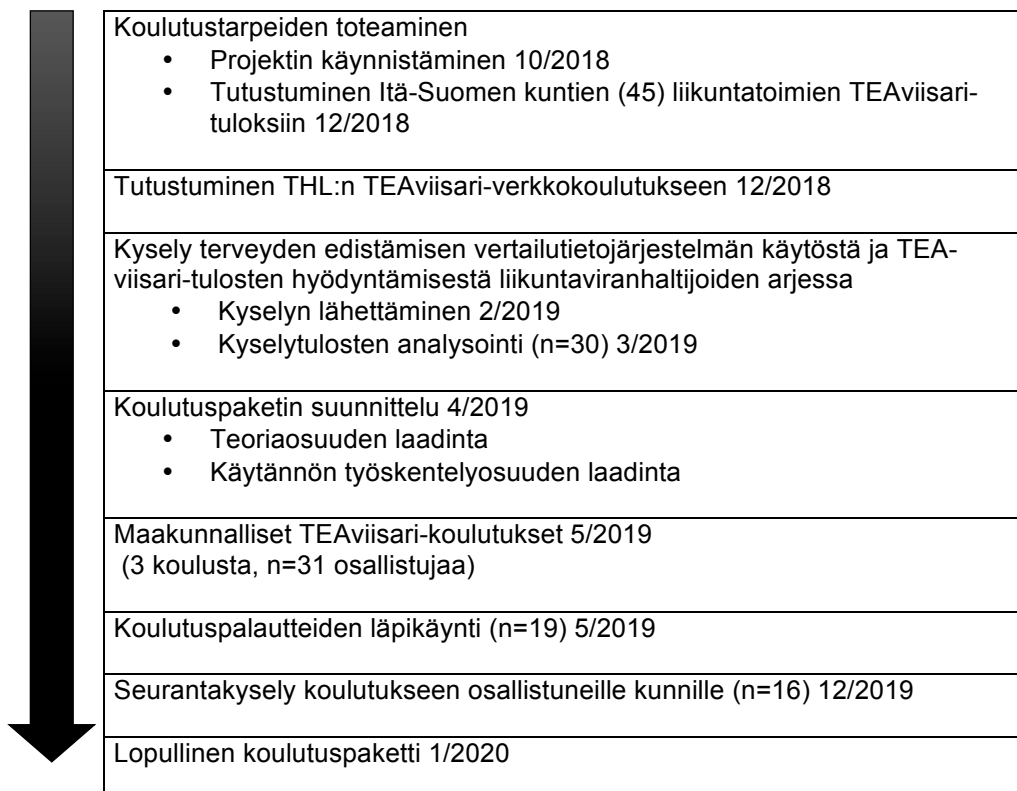 Koulutustarpeiden toteaminen
• Projektin käynnistäminen 10/2018
• Tutustuminen Itä-Suomen kuntien (45) liikuntatoimien TEAviisari-
tuloksiin 12/2018
Tutustuminen THL:n TEAviisari-verkkokoulutukseen 12/2018
Kysely terveyden edistämisen vertailutietojärjestelmän käytöstä ja TEA-
viisari-tulosten hyödyntämisestä liikuntaviranhaltijoiden arjessa
• Kyselyn lähettäminen 2/2019
• Kyselytulosten analysointi (n=30) 3/2019
Koulutuspaketin suunnittelu 4/2019
• Teoriaosuuden laadinta
• Käytännön työskentelyosuuden laadinta
Maakunnalliset TEAviisari-koulutukset 5/2019
(3 koulusta, n=31 osallistujaa)
Koulutuspalautteiden läpikäynti (n=19) 5/2019
Seurantakysely koulutukseen osallistuneille kunnille (n=16) 12/2019
Lopullinen koulutuspaketti 1/2020